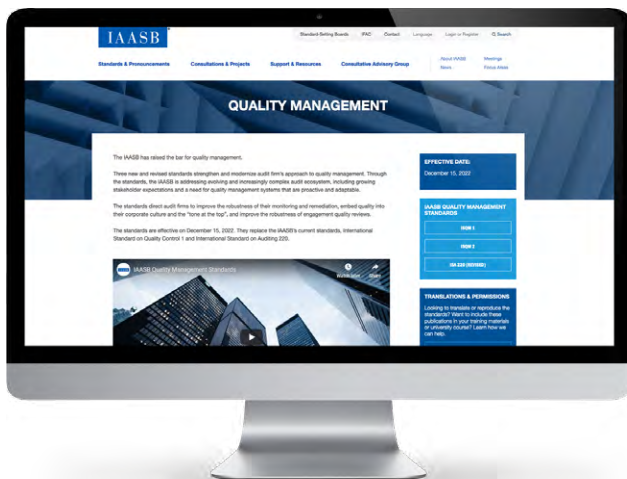 IAASB
Standard-Setting Boards IFAC Contact Language Login or Register Search
Standards & Pronouncements Consultations & Projects Support & Resources Consultative Advisory Group
About IAASB Meetings
News Focus Areas
QUALITY MANAGEMENT
The IAASB has raised the bar for quality management.
Three new and revised standards strengthen and modernize audit firm's approach to quality management. Through
the standards, the IAASB is addressing evolving and increasingly complex audit ecosystem, including growing
stakeholder expectations and a need for quality management systems that are proactive and adaptable.
The standards direct audit firms to improve the robustness of their monitoring and remediation, embed quality into
their corporate culture and the "tone at the top", and improve the robustness of engagement quality reviews.
The standards are effective on December 15, 2022. They replace the IAASB's current standards, International
Standard on Quality Control 1 and International Standard on Auditing 220.
IAASB Quality Management Standards
Watch later Share
EFFECTIVE DATE:
December 15, 2022
IAASB QUALITY MANAGEMENT
STANDARDS
ISQM 1
ISQM 2
ISA 220 (REVISED)
TRANSLATIONS & PERMISSIONS
Looking to translate or reproduce the
standards? Want to include these
publications in your training materials
or university course? Learn how we
can help.